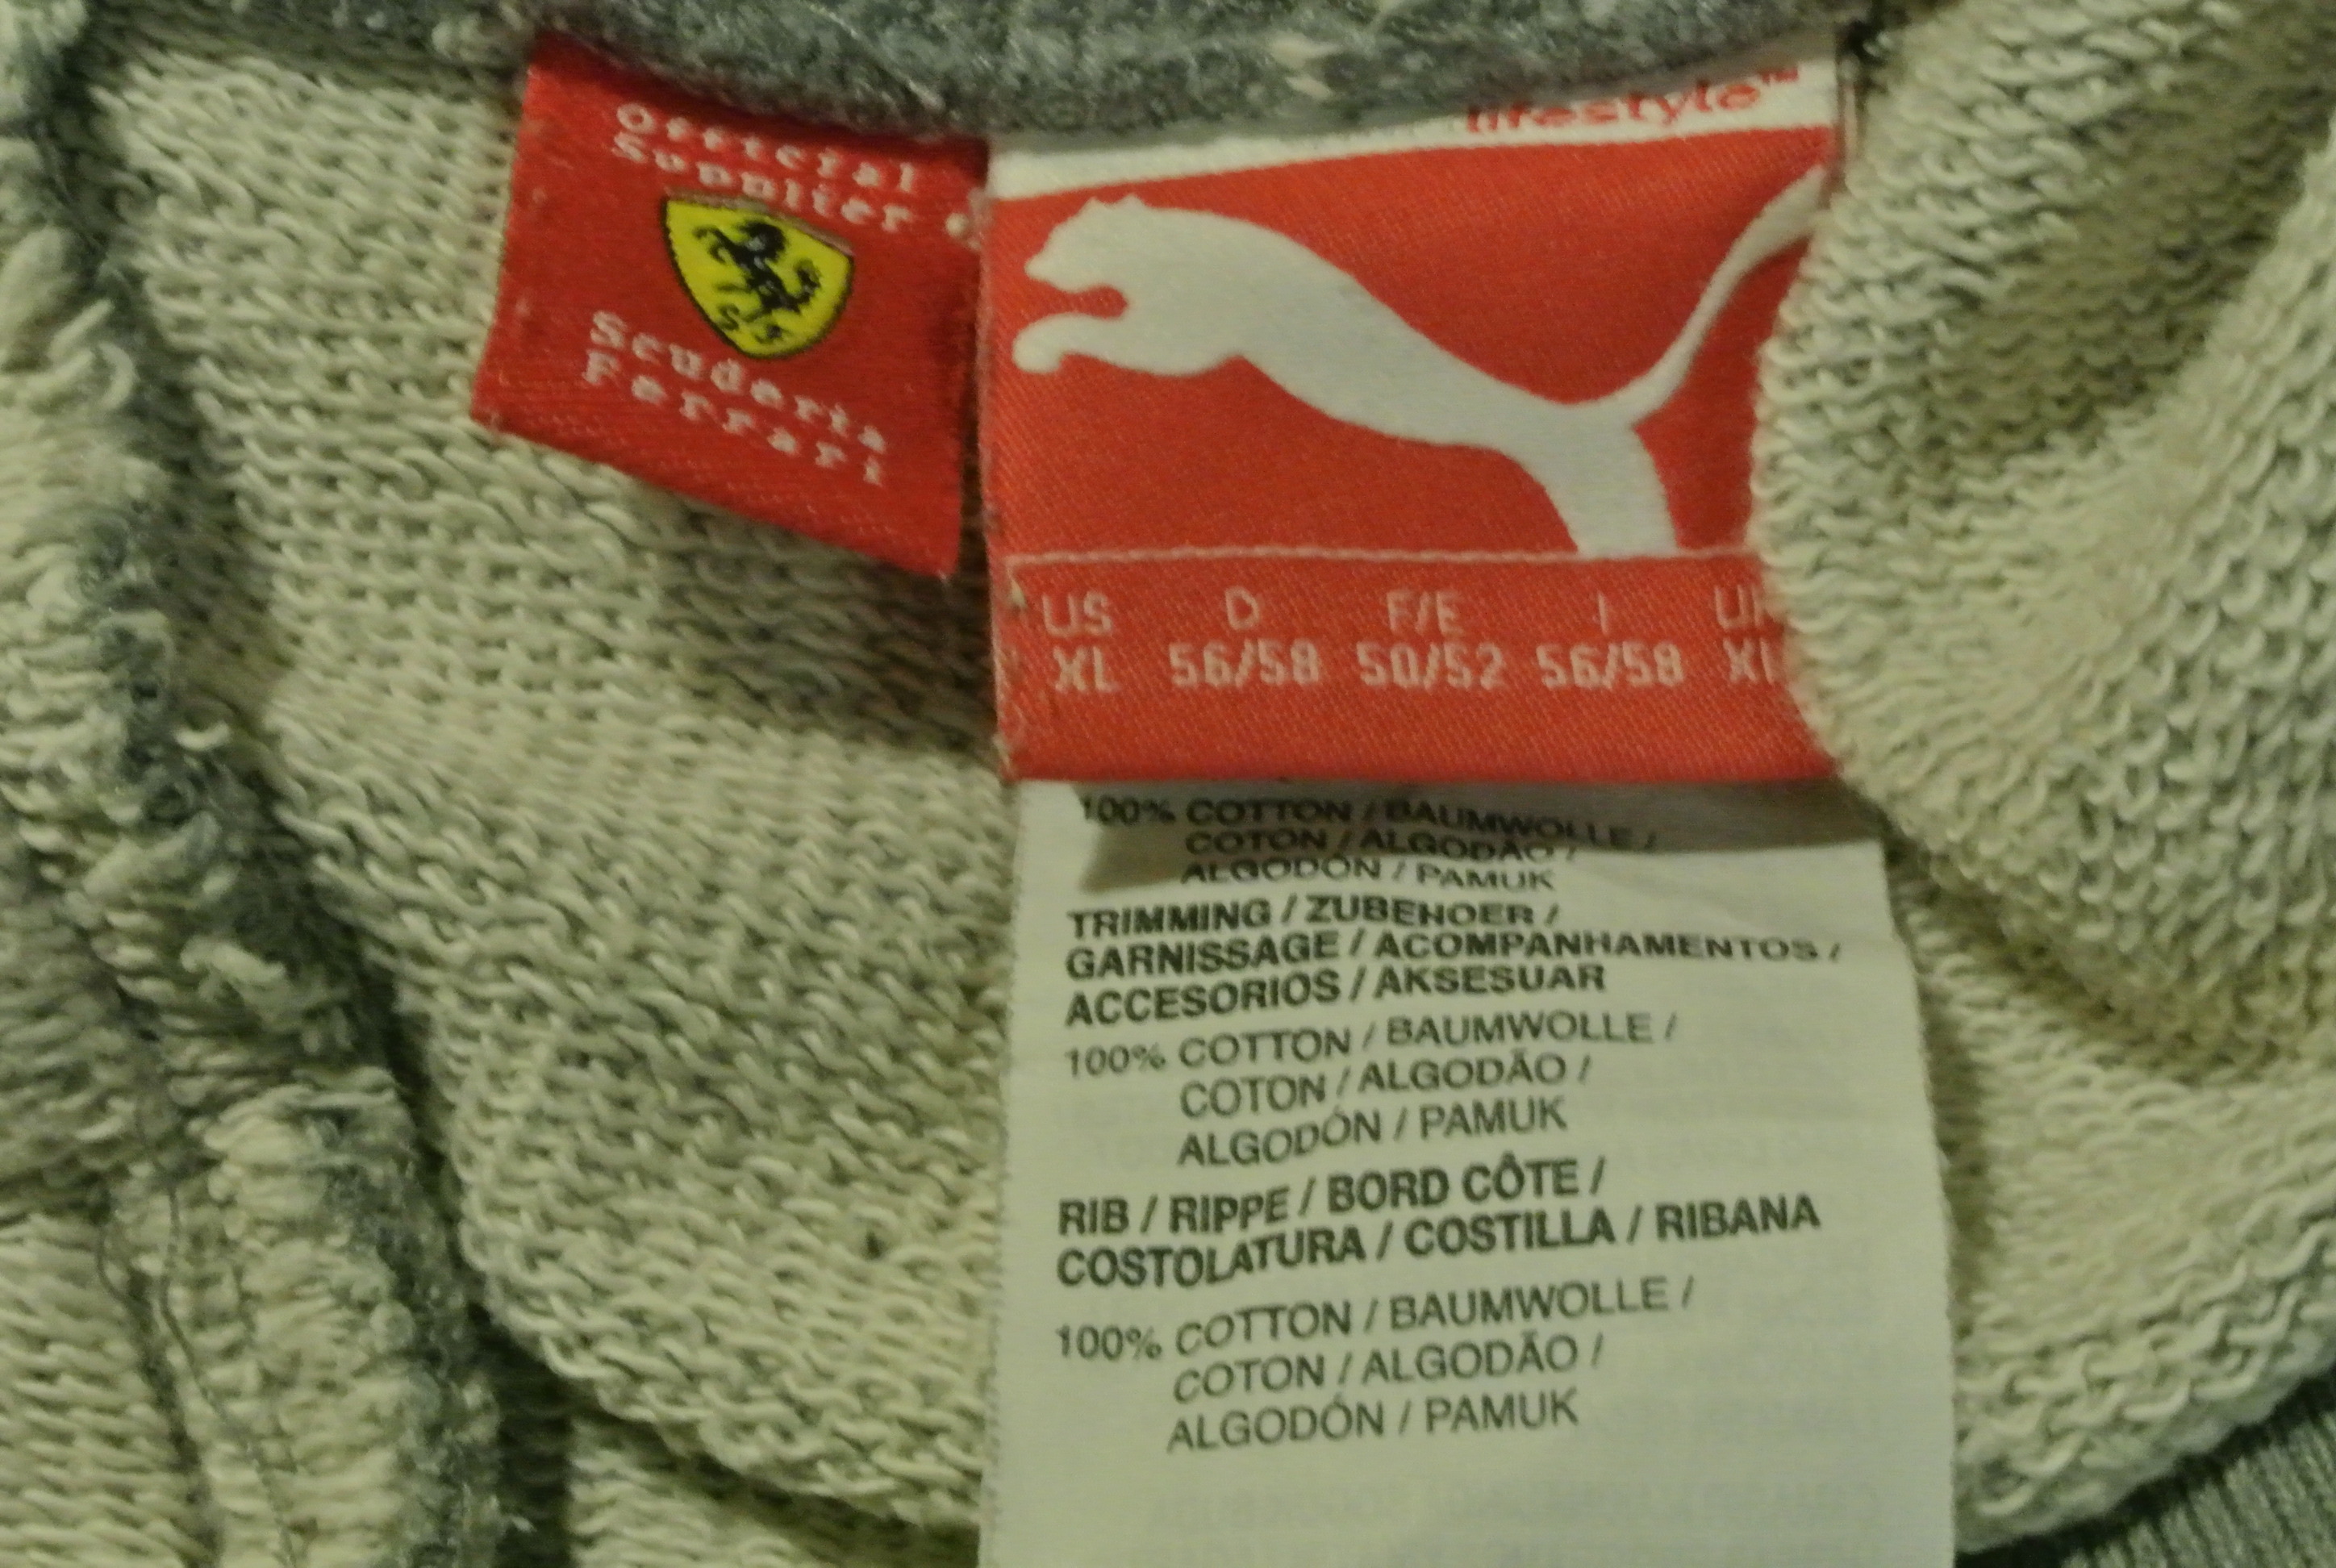 Official
Supplier
S F
Scuderia
Ferrari
lifestyle™
US D F/E I
XL 56/58 50/52 56/58 XL
100% COTTON / BAUMWOLLE /
COTON / ALGODÃO /
ALGODÓN / PAMUK
TRIMMING / ZUBEHOER /
GARNISSAGE / ACOMPANHAMENTOS /
ACCESORIOS / AKSESUAR
100% COTTON / BAUMWOLLE /
COTON / ALGODÃO /
ALGODÓN / PAMUK
RIB / RIPPE / BORD CÔTE /
COSTOLATURA / COSTILLA / RIBANA
100% COTTON / BAUMWOLLE /
COTON / ALGODÃO /
ALGODÓN / PAMUK